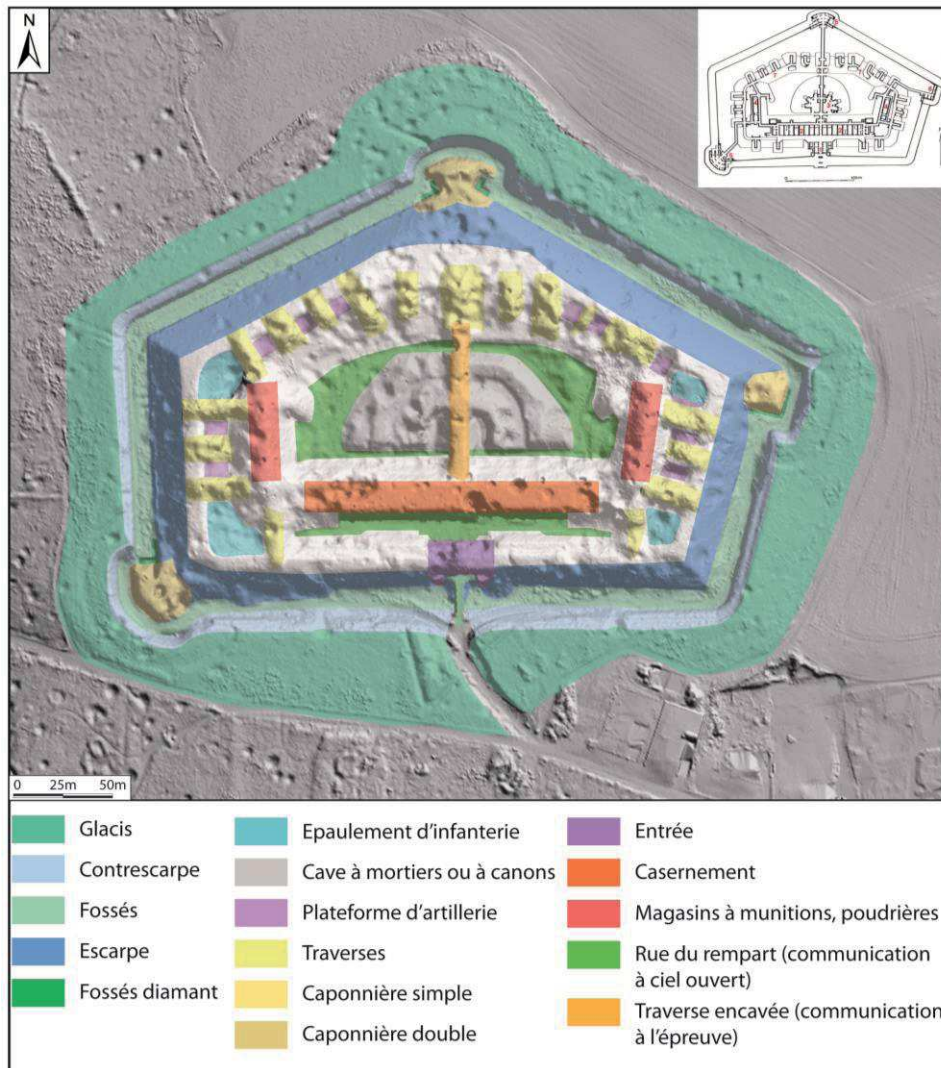 N
0 25m 50m
Glacis
Contrescarpe
Fossés
Escarpe
Fossés diamant
Epaulement d'infanterie
Cave à mortiers ou à canons
Plateforme d'artillerie
Traverses
Caponnière simple
Caponnière double
Entrée
Casernement
Magasins à munitions, poudrières
Rue du rempart (communication
à ciel ouvert)
Traverse encavée (communication
à l'épreuve)